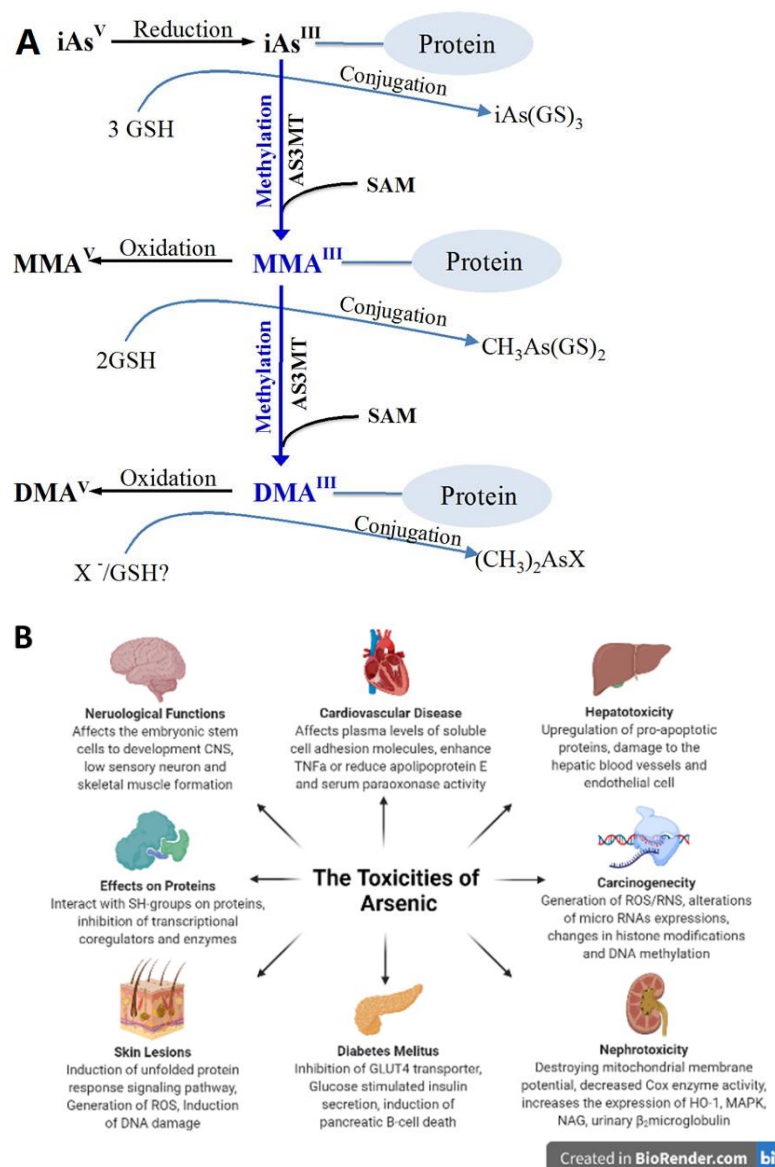 A
iAsV Reduction iAsIII Protein
Conjugation
3 GSH
iAs(GS)3
Methylation
AS3MT
SAM
MMAV Oxidation MMAIII Protein
Conjugation
2GSH
CH3As(GS)2
Methylation
AS3MT
SAM
DMAV Oxidation DMAIII Protein
Conjugation
X -/GSH?
(CH3)2AsX
B
Neruological Functions
Affects the embryonic stem
cells to development CNS,
low sensory neuron and
skeletal muscle formation
Cardiovascular Disease
Affects plasma levels of soluble
cell adhesion molecules, enhance
TNFa or reduce apolipoprotein E
and serum paraoxonase activity
Hepatotoxicity
Upregulation of pro-apoptotic
proteins, damage to the
hepatic blood vessels and
endothelial cell
Effects on Proteins
Interact with SH-groups on proteins,
inhibition of transcriptional
coregulators and enzymes
The Toxicities of
Arsenic
Carcinogenecity
Generation of ROS/RNS, alterations
of micro RNAs expressions,
changes in histone modifications
and DNA methylation
Skin Lesions
Induction of unfolded protein
response signaling pathway,
Generation of ROS, Induction
of DNA damage
Diabetes Melitus
Inhibition of GLUT4 transporter,
Glucose stimulated insulin
secretion, induction of
pancreatic B-cell death
Nephrotoxicity
Destroying mitochondrial membrane
potential, decreased Cox enzyme activity,
increases the expression of HO-1, MAPK,
NAG, urinary β2microglobulin
Created in BioRender.com bi